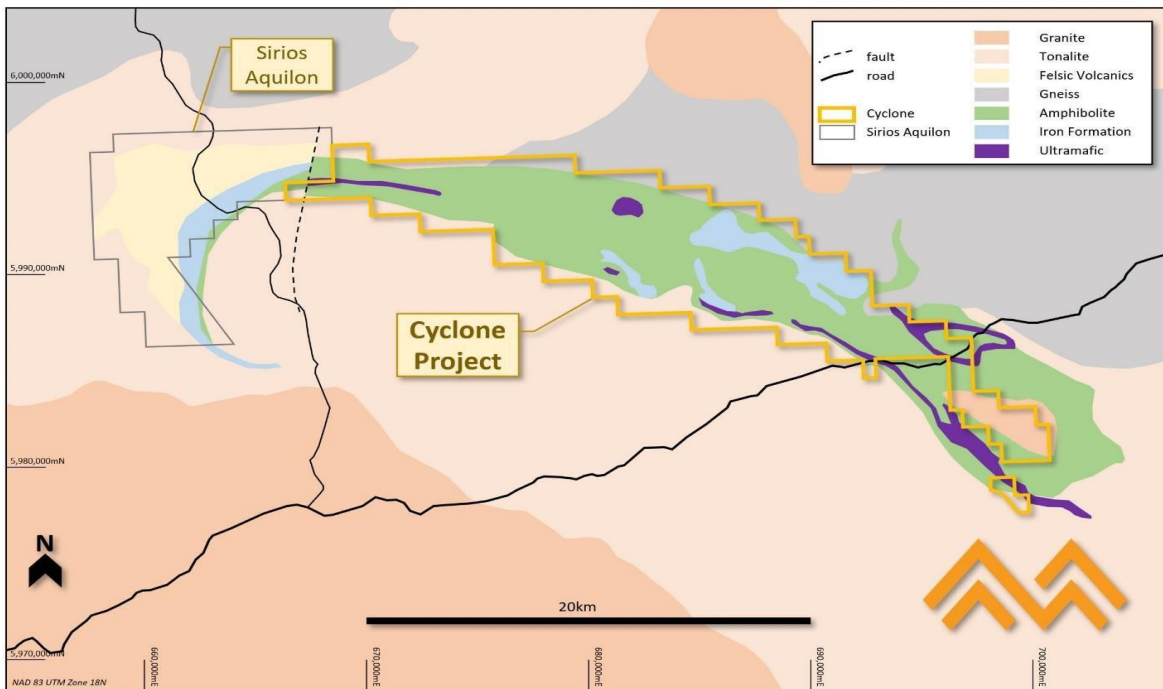 Sirios
Aquilon
6,000,000mN
5,990,000mN
5,980,000mN
5,970,000mN
fault
road
Cyclone
Sirios Aquilon
Granite
Tonalite
Felsic Volcanics
Gneiss
Amphibolite
Iron Formation
Ultramafic
Cyclone
Project
N
20km
660,000mE
670,000mE
680,000mE
690,000mE
700,000mE
NAD 83 UTM Zone 18N